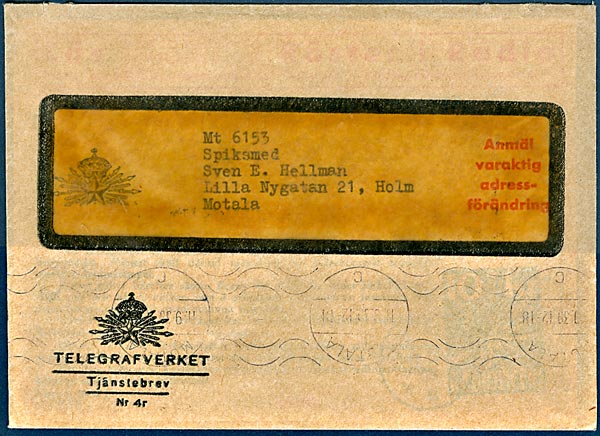 Mt 6153
Spiksmed
Sven E. Hellman
Lilla Nygatan 21, Holm
Motala
Anmäl
varaktig
adress-
förändring
TELEGRAFVERKET
Tjänstebrev
Nr 4r